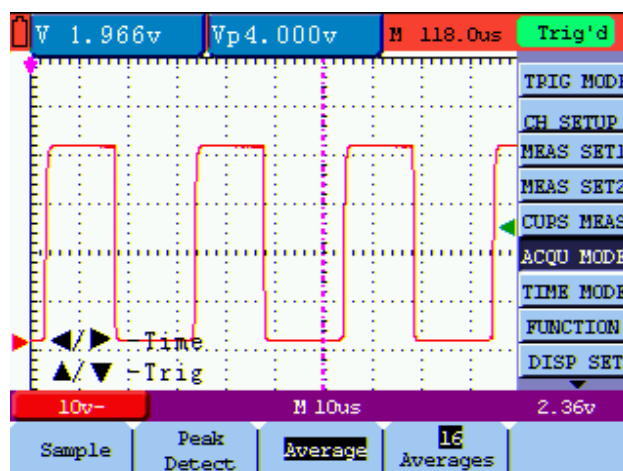 V 1.966v Vp4.000v M 118.0us Trig'd
TRIG MODE
CH SETUP
MEAS SET1
MEAS SET2
CURS MEAS
ACQU MODE
TIME MODE
FUNCTION
DISP SET
◀/▶ -Time
▲/▼ -Trig
10v- M 10us 2.36v
Sample Peak Detect Average 16 Averages